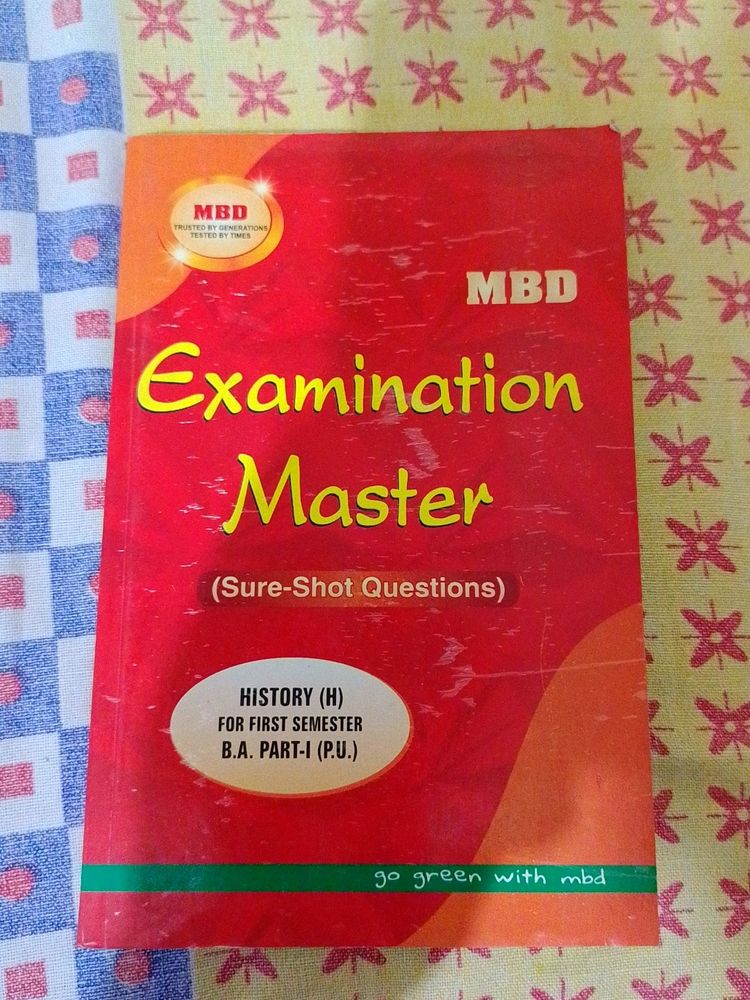 MBD
TRUSTED BY GENERATIONS
TESTED BY TIMES
MBD
Examination
Master
(Sure-Shot Questions)
HISTORY (H)
FOR FIRST SEMESTER
B.A. PART-I (P.U.)
go green with mbd